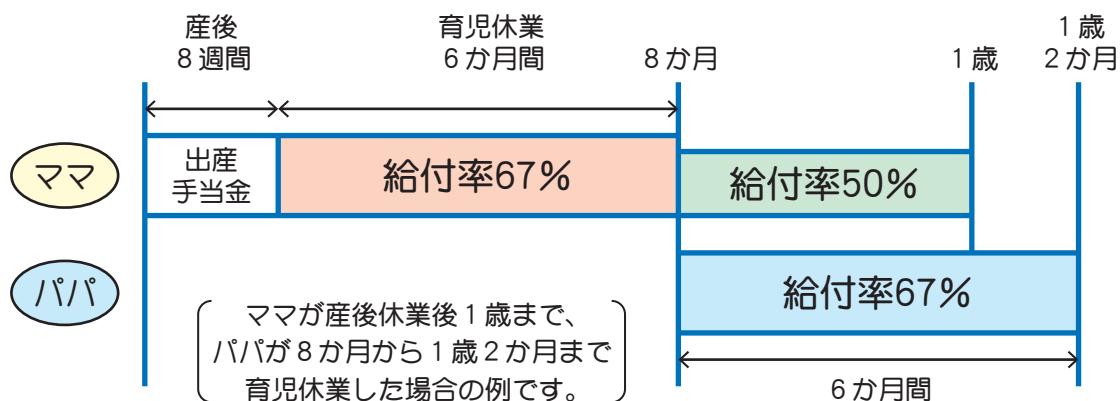 産後
8週間
育児休業
6か月間
8か月
1歳
1歳
2か月
ママ
出産
手当金
給付率67%
給付率50%
パパ
給付率67%
ママが産後休業後1歳まで、
パパが8か月から1歳2か月まで
育児休業した場合の例です。
6か月間